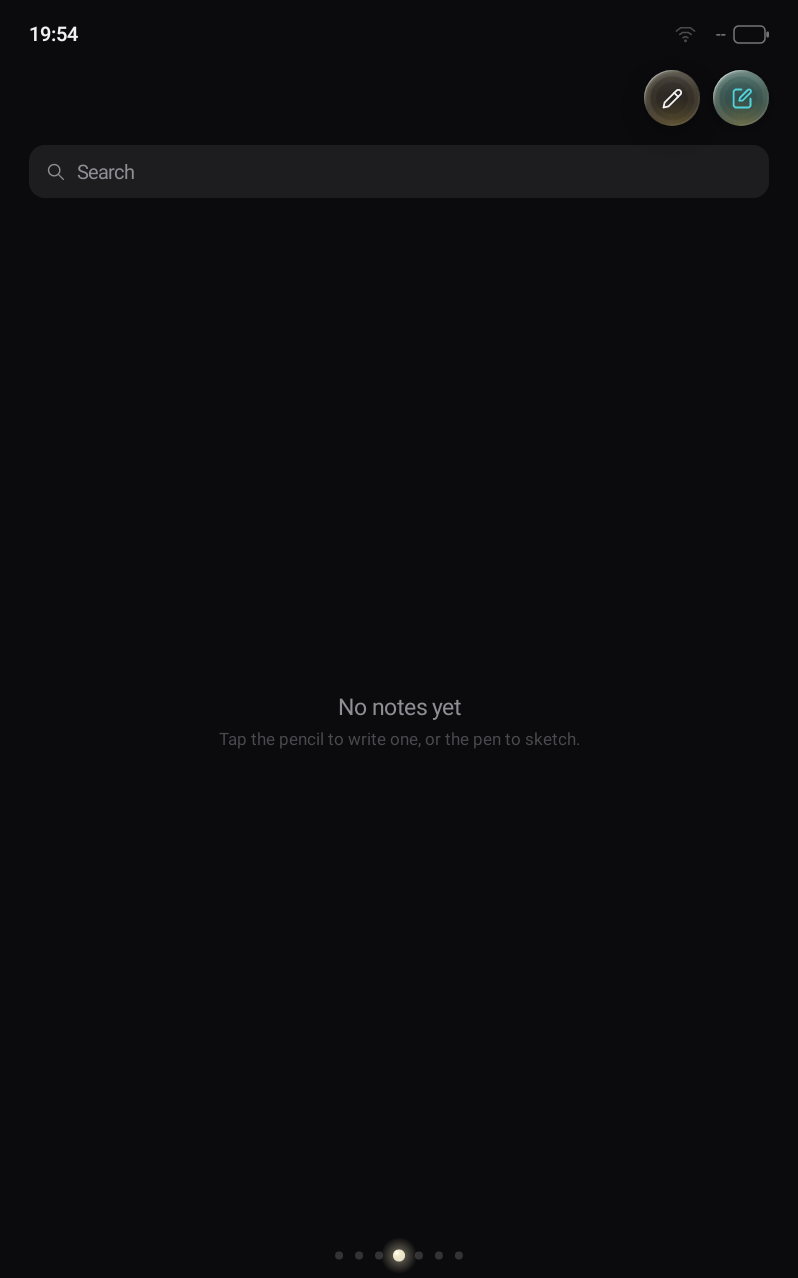 19:54
--
Search
No notes yet
Tap the pencil to write one, or the pen to sketch.